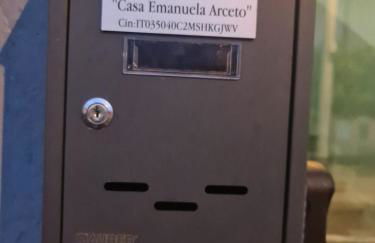 "Casa Emanuela Arceto"
Cin:IT035040C2MSHKGJWV